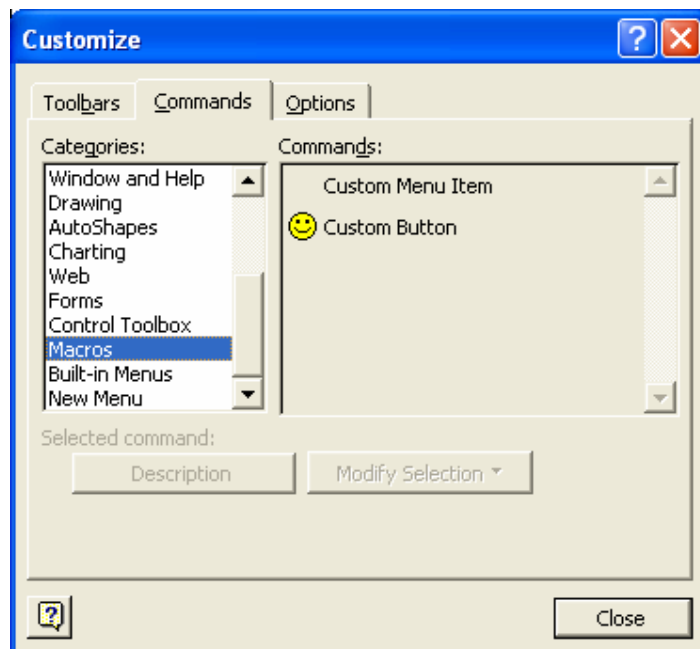 Customize
Toolbars Commands Options
Categories: Commands:
Window and Help
Drawing
AutoShapes
Charting
Web
Forms
Control Toolbox
Macros
Built-in Menus
New Menu
Custom Menu Item
Custom Button
Selected command:
Description Modify Selection
Close